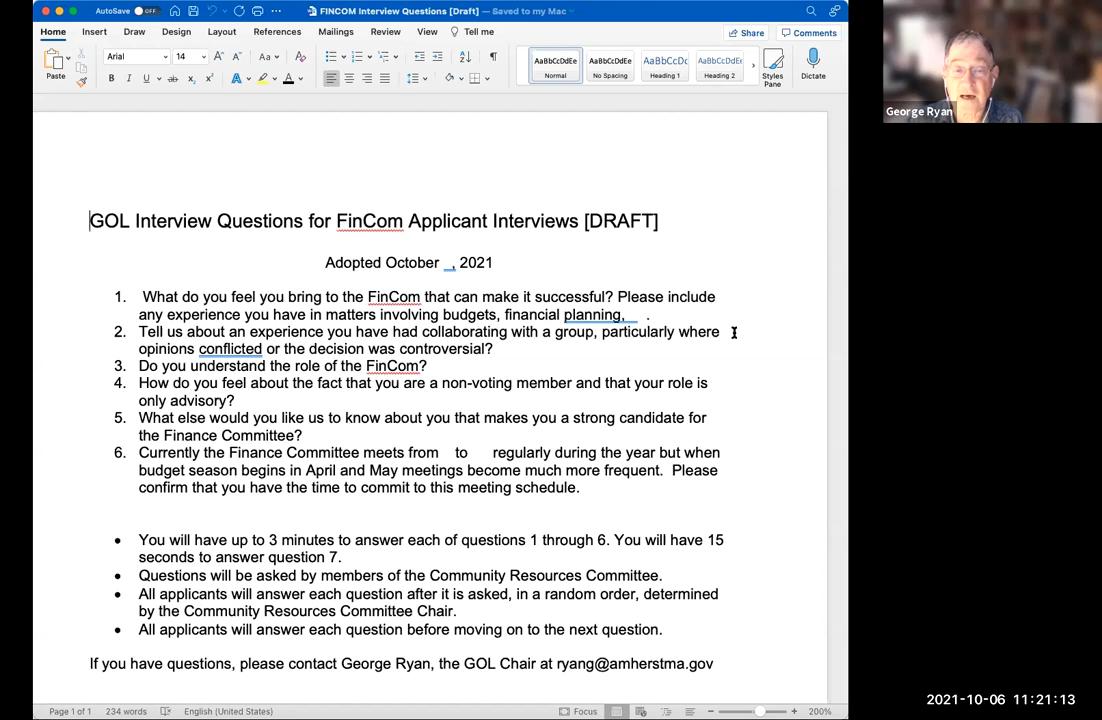 AutoSave OFF FINCOM Interview Questions [Draft] — Saved to my Mac
Home Insert Draw Design Layout References Mailings Review View Tell me Share Comments
Paste Arial 14 Aa
AaBbCcDdEe AaBbCcDdEe AaBbCcDc AaBbCcDdEe
Normal No Spacing Heading 1 Heading 2 Styles Pane Dictate
George Ryan
GOL Interview Questions for FinCom Applicant Interviews [DRAFT]
Adopted October _, 2021
1. What do you feel you bring to the FinCom that can make it successful? Please include
any experience you have in matters involving budgets, financial planning, __ .
2. Tell us about an experience you have had collaborating with a group, particularly where
opinions conflicted or the decision was controversial?
3. Do you understand the role of the FinCom?
4. How do you feel about the fact that you are a non-voting member and that your role is
only advisory?
5. What else would you like us to know about you that makes you a strong candidate for
the Finance Committee?
6. Currently the Finance Committee meets from to regularly during the year but when
budget season begins in April and May meetings become much more frequent. Please
confirm that you have the time to commit to this meeting schedule.
• You will have up to 3 minutes to answer each of questions 1 through 6. You will have 15
seconds to answer question 7.
• Questions will be asked by members of the Community Resources Committee.
• All applicants will answer each question after it is asked, in a random order, determined
by the Community Resources Committee Chair.
• All applicants will answer each question before moving on to the next question.
If you have questions, please contact George Ryan, the GOL Chair at ryang@amherstma.gov
Page 1 of 1 234 words English (United States) Focus 200%
2021-10-06 11:21:13